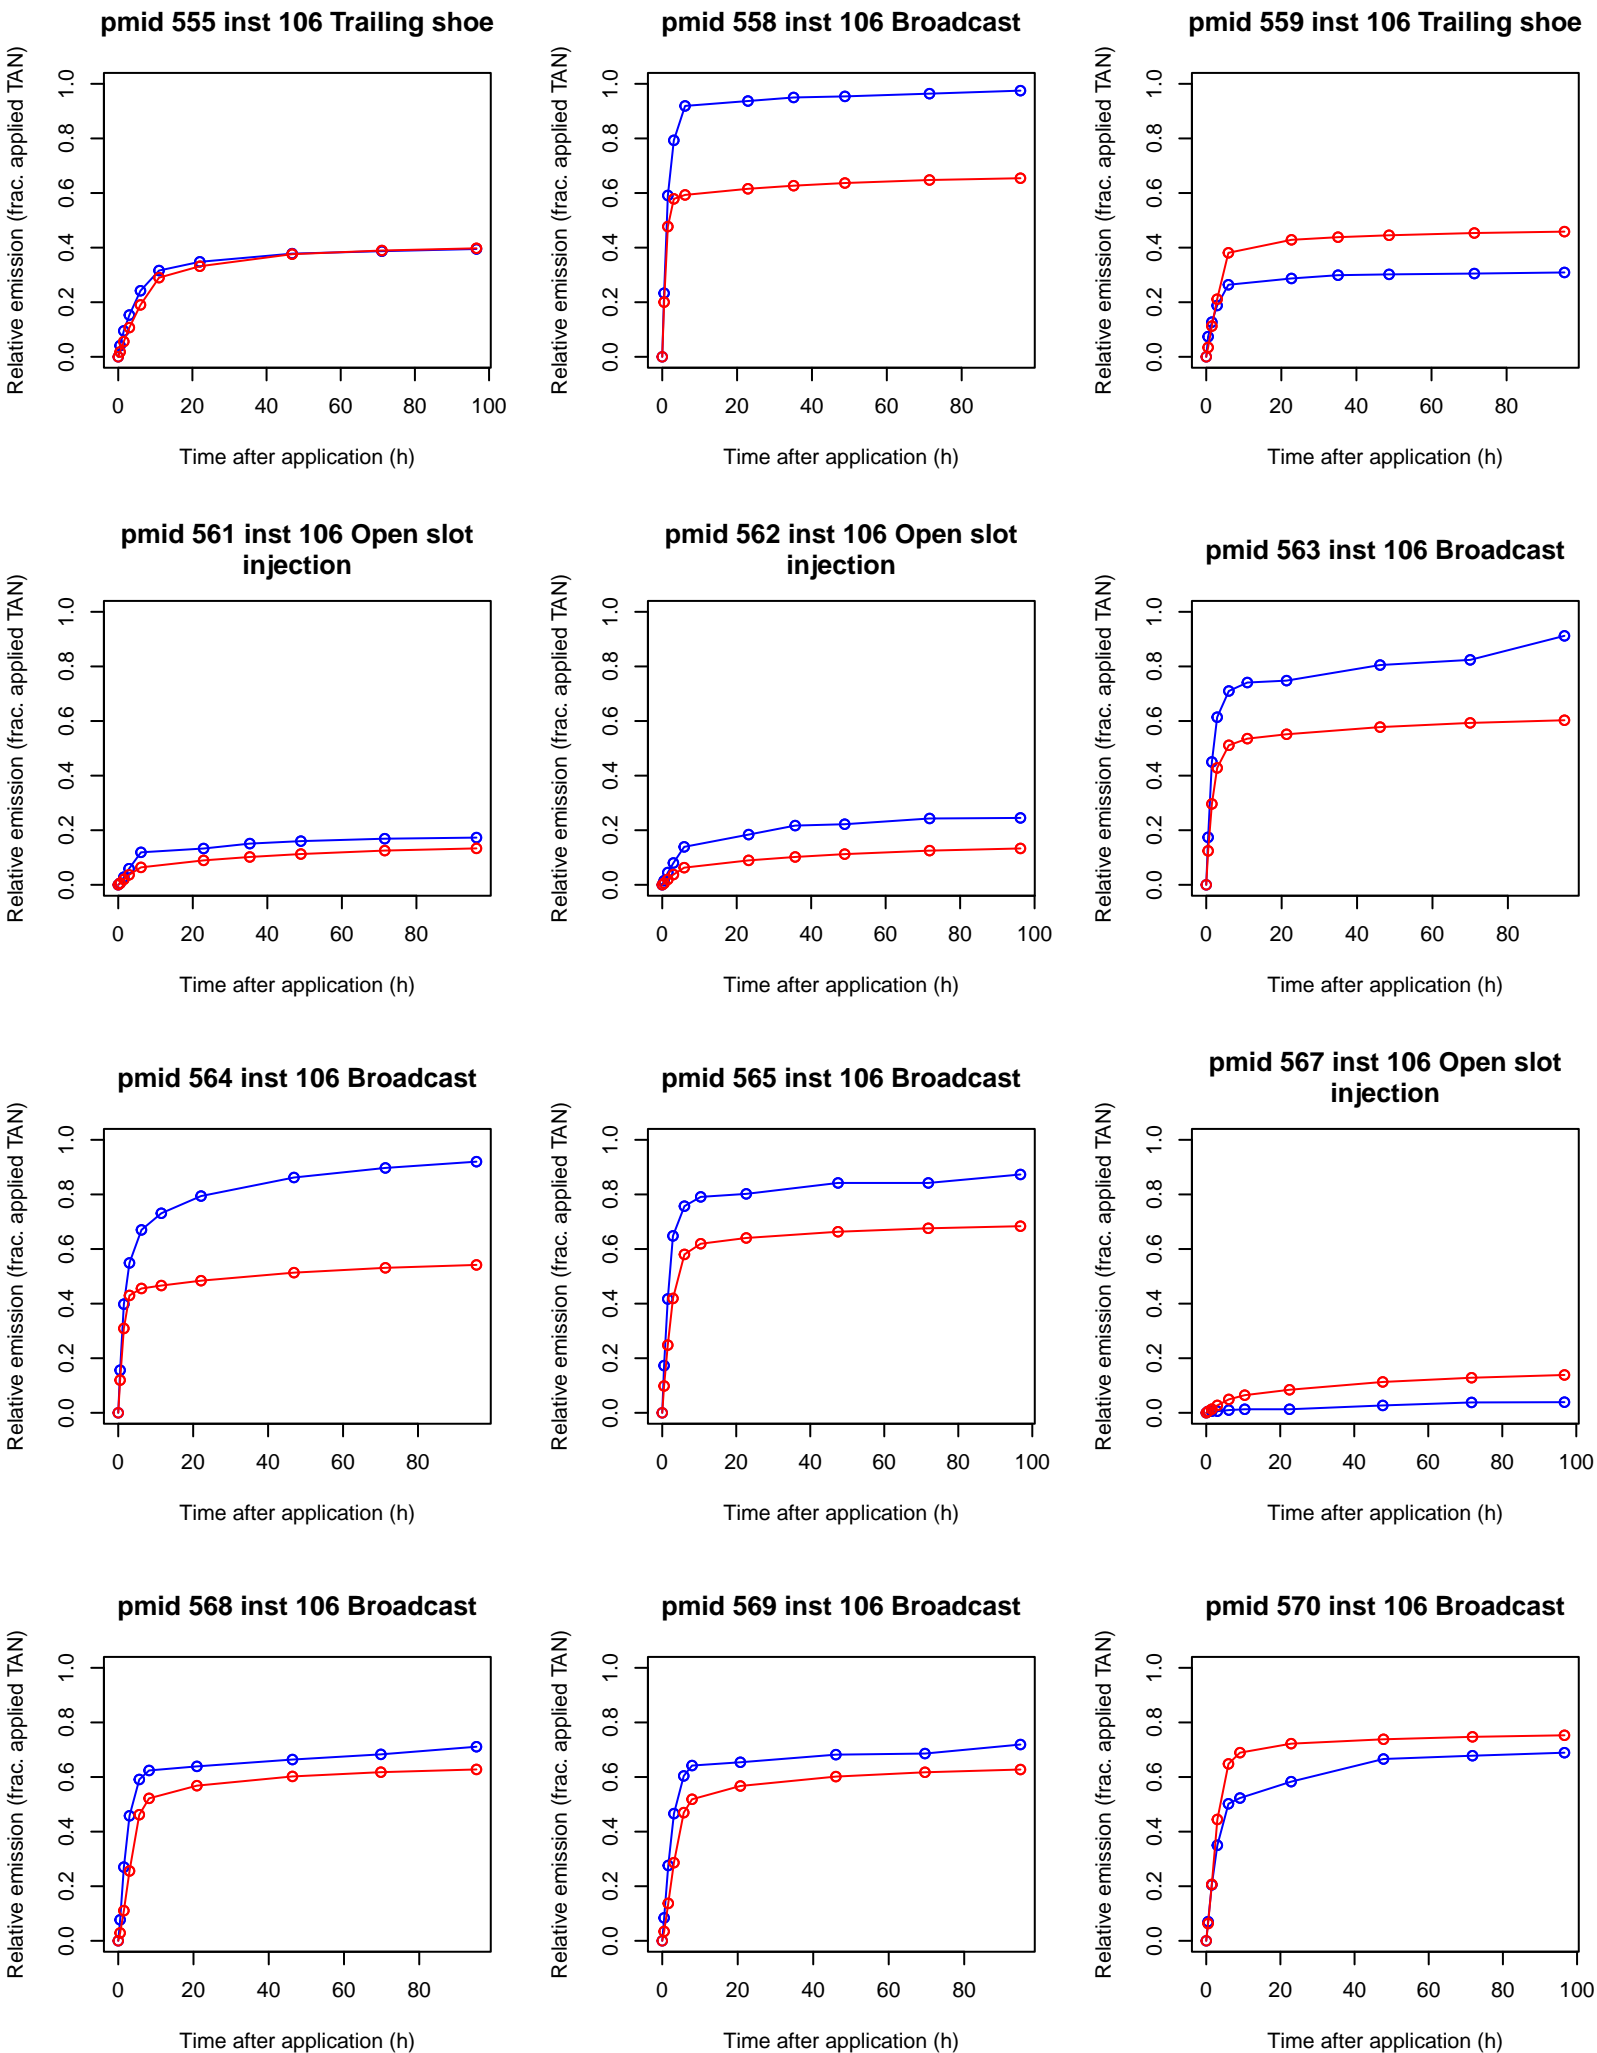 pmid 555 inst 106 Trailing shoe
Relative emission (frac. applied TAN)
0.0 0.2 0.4 0.6 0.8 1.0
0 20 40 60 80 100
Time after application (h)
pmid 558 inst 106 Broadcast
Relative emission (frac. applied TAN)
0.0 0.2 0.4 0.6 0.8 1.0
0 20 40 60 80
Time after application (h)
pmid 559 inst 106 Trailing shoe
Relative emission (frac. applied TAN)
0.0 0.2 0.4 0.6 0.8 1.0
0 20 40 60 80
Time after application (h)
pmid 561 inst 106 Open slot
injection
Relative emission (frac. applied TAN)
0.0 0.2 0.4 0.6 0.8 1.0
0 20 40 60 80
Time after application (h)
pmid 562 inst 106 Open slot
injection
Relative emission (frac. applied TAN)
0.0 0.2 0.4 0.6 0.8 1.0
0 20 40 60 80 100
Time after application (h)
pmid 563 inst 106 Broadcast
Relative emission (frac. applied TAN)
0.0 0.2 0.4 0.6 0.8 1.0
0 20 40 60 80
Time after application (h)
pmid 564 inst 106 Broadcast
Relative emission (frac. applied TAN)
0.0 0.2 0.4 0.6 0.8 1.0
0 20 40 60 80
Time after application (h)
pmid 565 inst 106 Broadcast
Relative emission (frac. applied TAN)
0.0 0.2 0.4 0.6 0.8 1.0
0 20 40 60 80 100
Time after application (h)
pmid 567 inst 106 Open slot
injection
Relative emission (frac. applied TAN)
0.0 0.2 0.4 0.6 0.8 1.0
0 20 40 60 80 100
Time after application (h)
pmid 568 inst 106 Broadcast
Relative emission (frac. applied TAN)
0.0 0.2 0.4 0.6 0.8 1.0
0 20 40 60 80
Time after application (h)
pmid 569 inst 106 Broadcast
Relative emission (frac. applied TAN)
0.0 0.2 0.4 0.6 0.8 1.0
0 20 40 60 80
Time after application (h)
pmid 570 inst 106 Broadcast
Relative emission (frac. applied TAN)
0.0 0.2 0.4 0.6 0.8 1.0
0 20 40 60 80 100
Time after application (h)